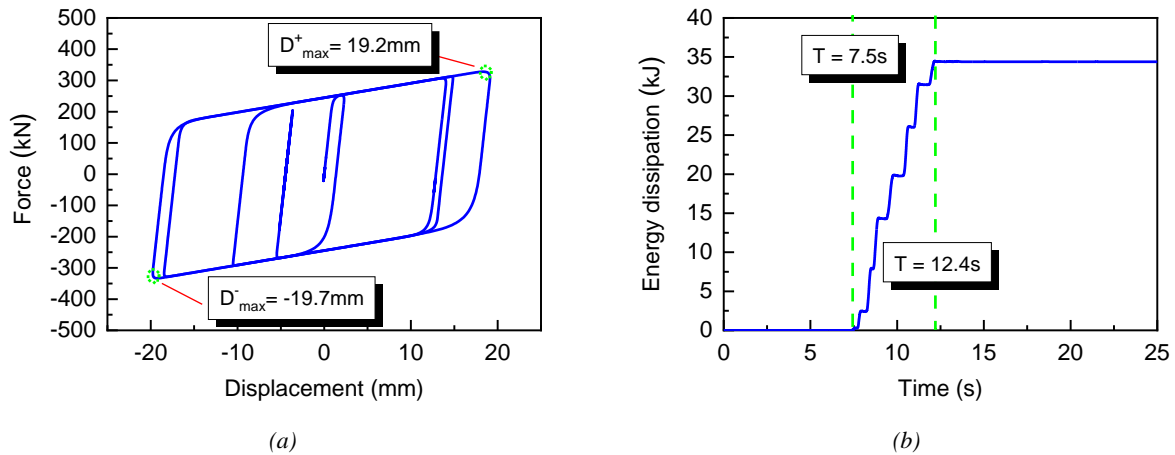 500
400
300
200
100
0
-100
-200
-300
-400
-500
Force (kN)
D+max= 19.2mm
D-max= -19.7mm
-20 -10 0 10 20
Displacement (mm)
(a)
40
35
30
25
20
15
10
5
0
Energy dissipation (kJ)
T = 7.5s
T = 12.4s
0 5 10 15 20 25
Time (s)
(b)